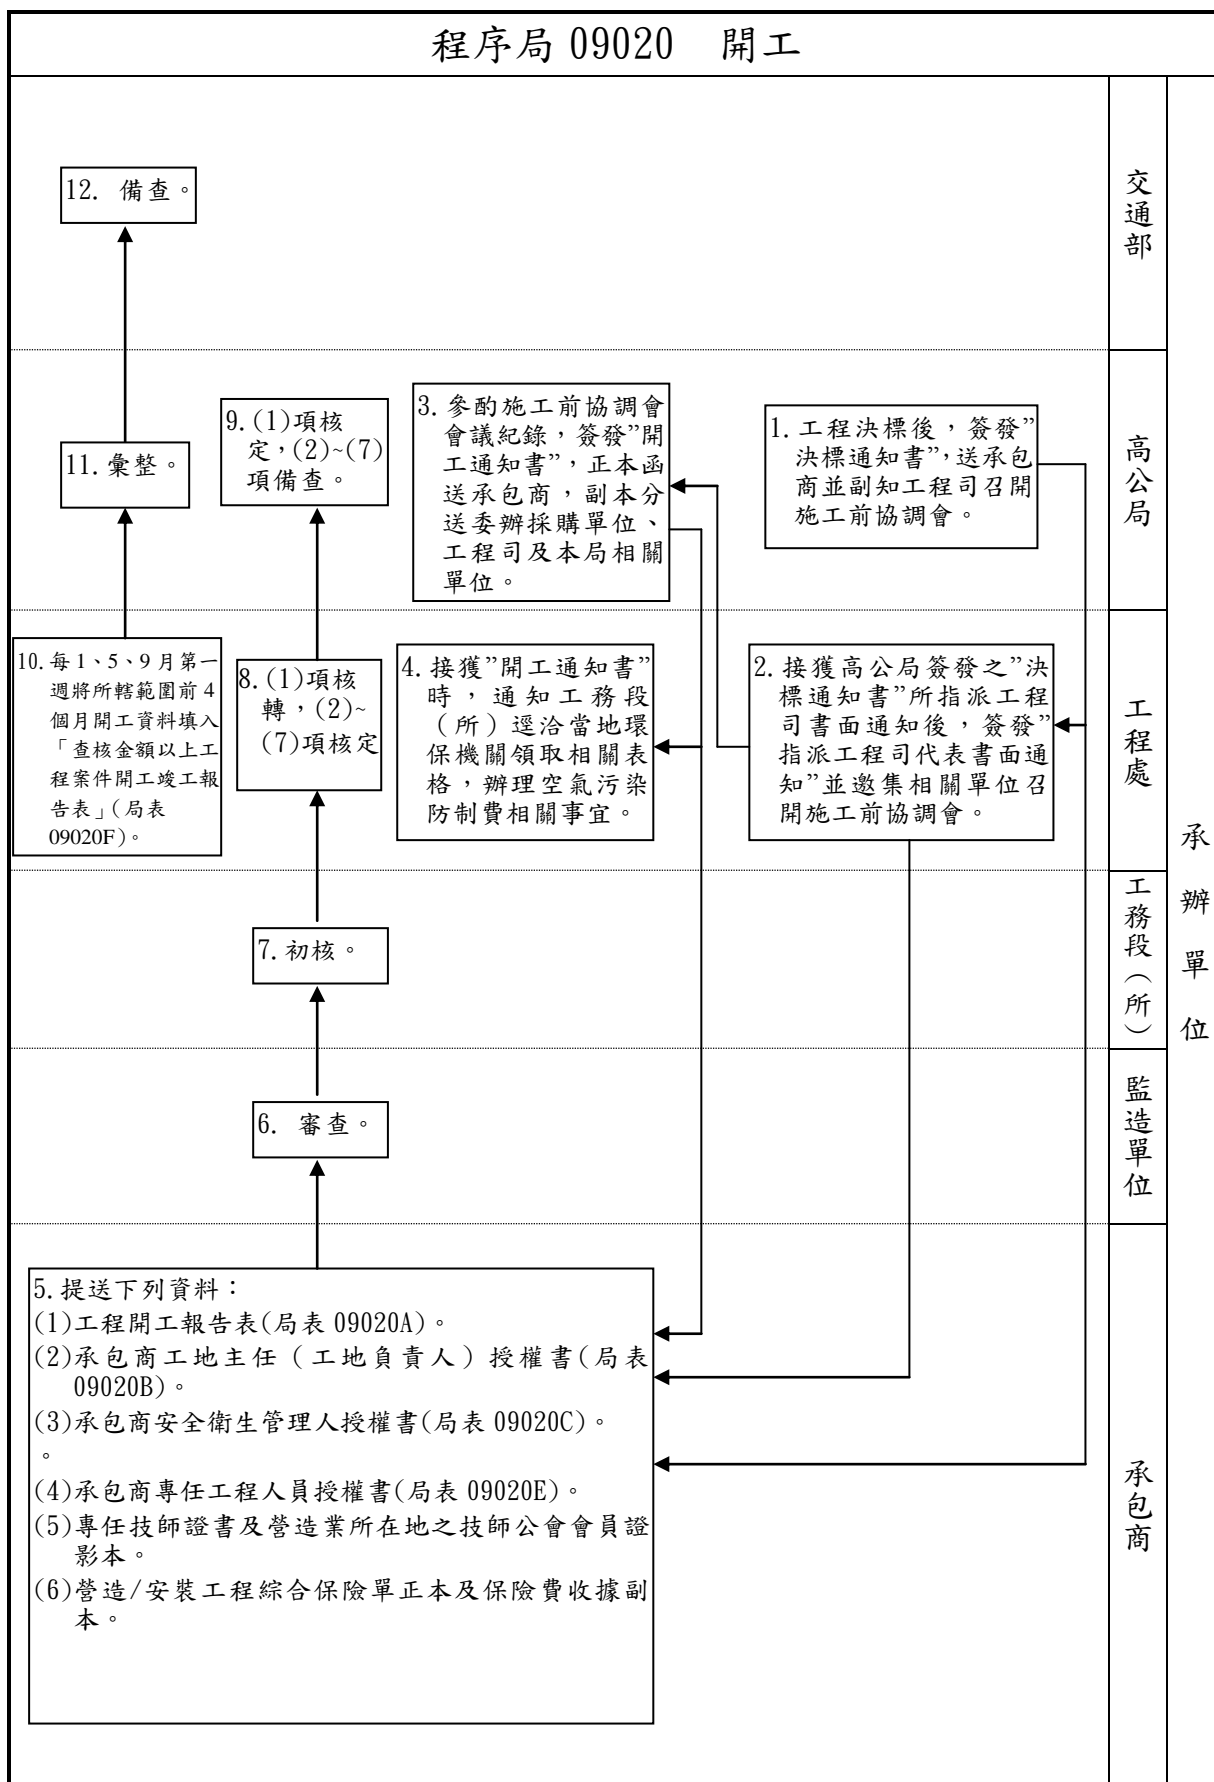 程序局 09020 開工
12. 備查。
交通部
9.(1)項核
定，(2)~(7)
項備查。
11.彙整。
3.參酌施工前協調會
會議紀錄，簽發”開
工通知書”，正本函
送承包商，副本分
送委辦採購單位、
工程司及本局相關
單位。
1.工程決標後，簽發”
決標通知書”，送承包
商並副知工程司召開
施工前協調會。
高公局
10.每 1、5、9 月第一
週將所轄範圍前 4
個月開工資料填入
「查核金額以上工
程案件開工竣工報
告表」(局表
09020F)。
8.(1)項核
轉，(2)~
(7)項核定
4.接獲”開工通知書”
時，通知工務段
（所）逕洽當地環
保機關領取相關表
格，辦理空氣污染
防制費相關事宜。
2.接獲高公局簽發之”決
標通知書”所指派工程
司書面通知後，簽發”
指派工程司代表書面通
知”並邀集相關單位召
開施工前協調會。
工程處
7.初核。
工務段（所）
承辦單位
6. 審查。
監造單位
5.提送下列資料：
(1)工程開工報告表(局表 09020A)。
(2)承包商工地主任（工地負責人）授權書(局表
09020B)。
(3)承包商安全衛生管理人授權書(局表 09020C)。
。
(4)承包商專任工程人員授權書(局表 09020E)。
(5)專任技師證書及營造業所在地之技師公會會員證
影本。
(6)營造/安裝工程綜合保險單正本及保險費收據副
本。
承包商